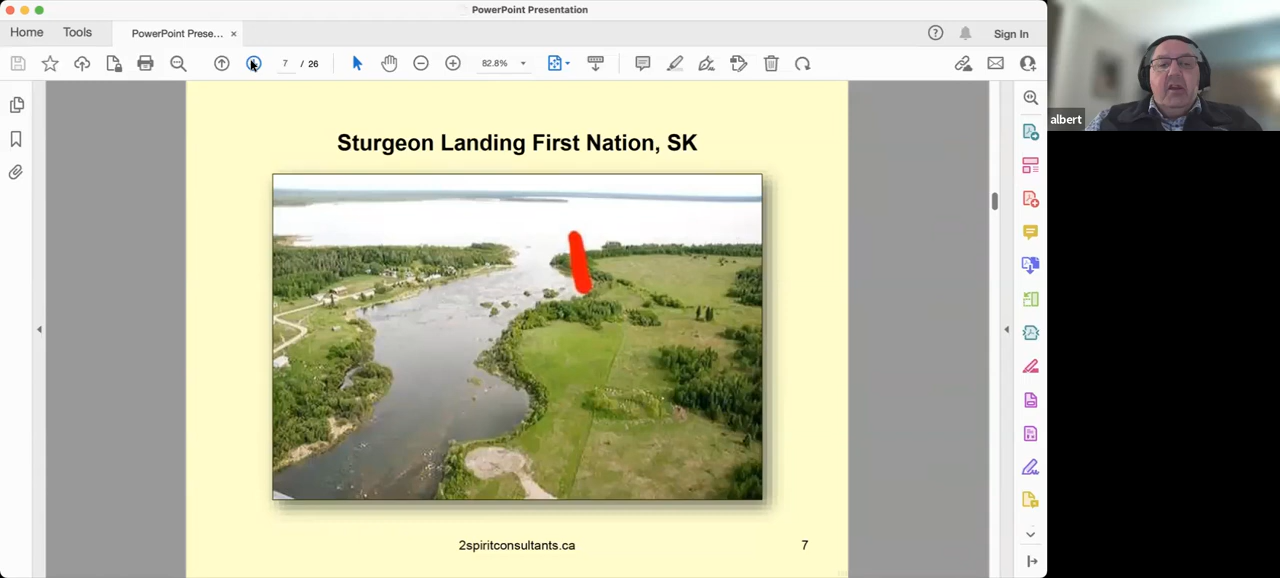 PowerPoint Presentation
Home
Tools
PowerPoint Prese...
Sign In
7 / 26
82.8%
albert
Sturgeon Landing First Nation, SK
2spiritconsultants.ca
7